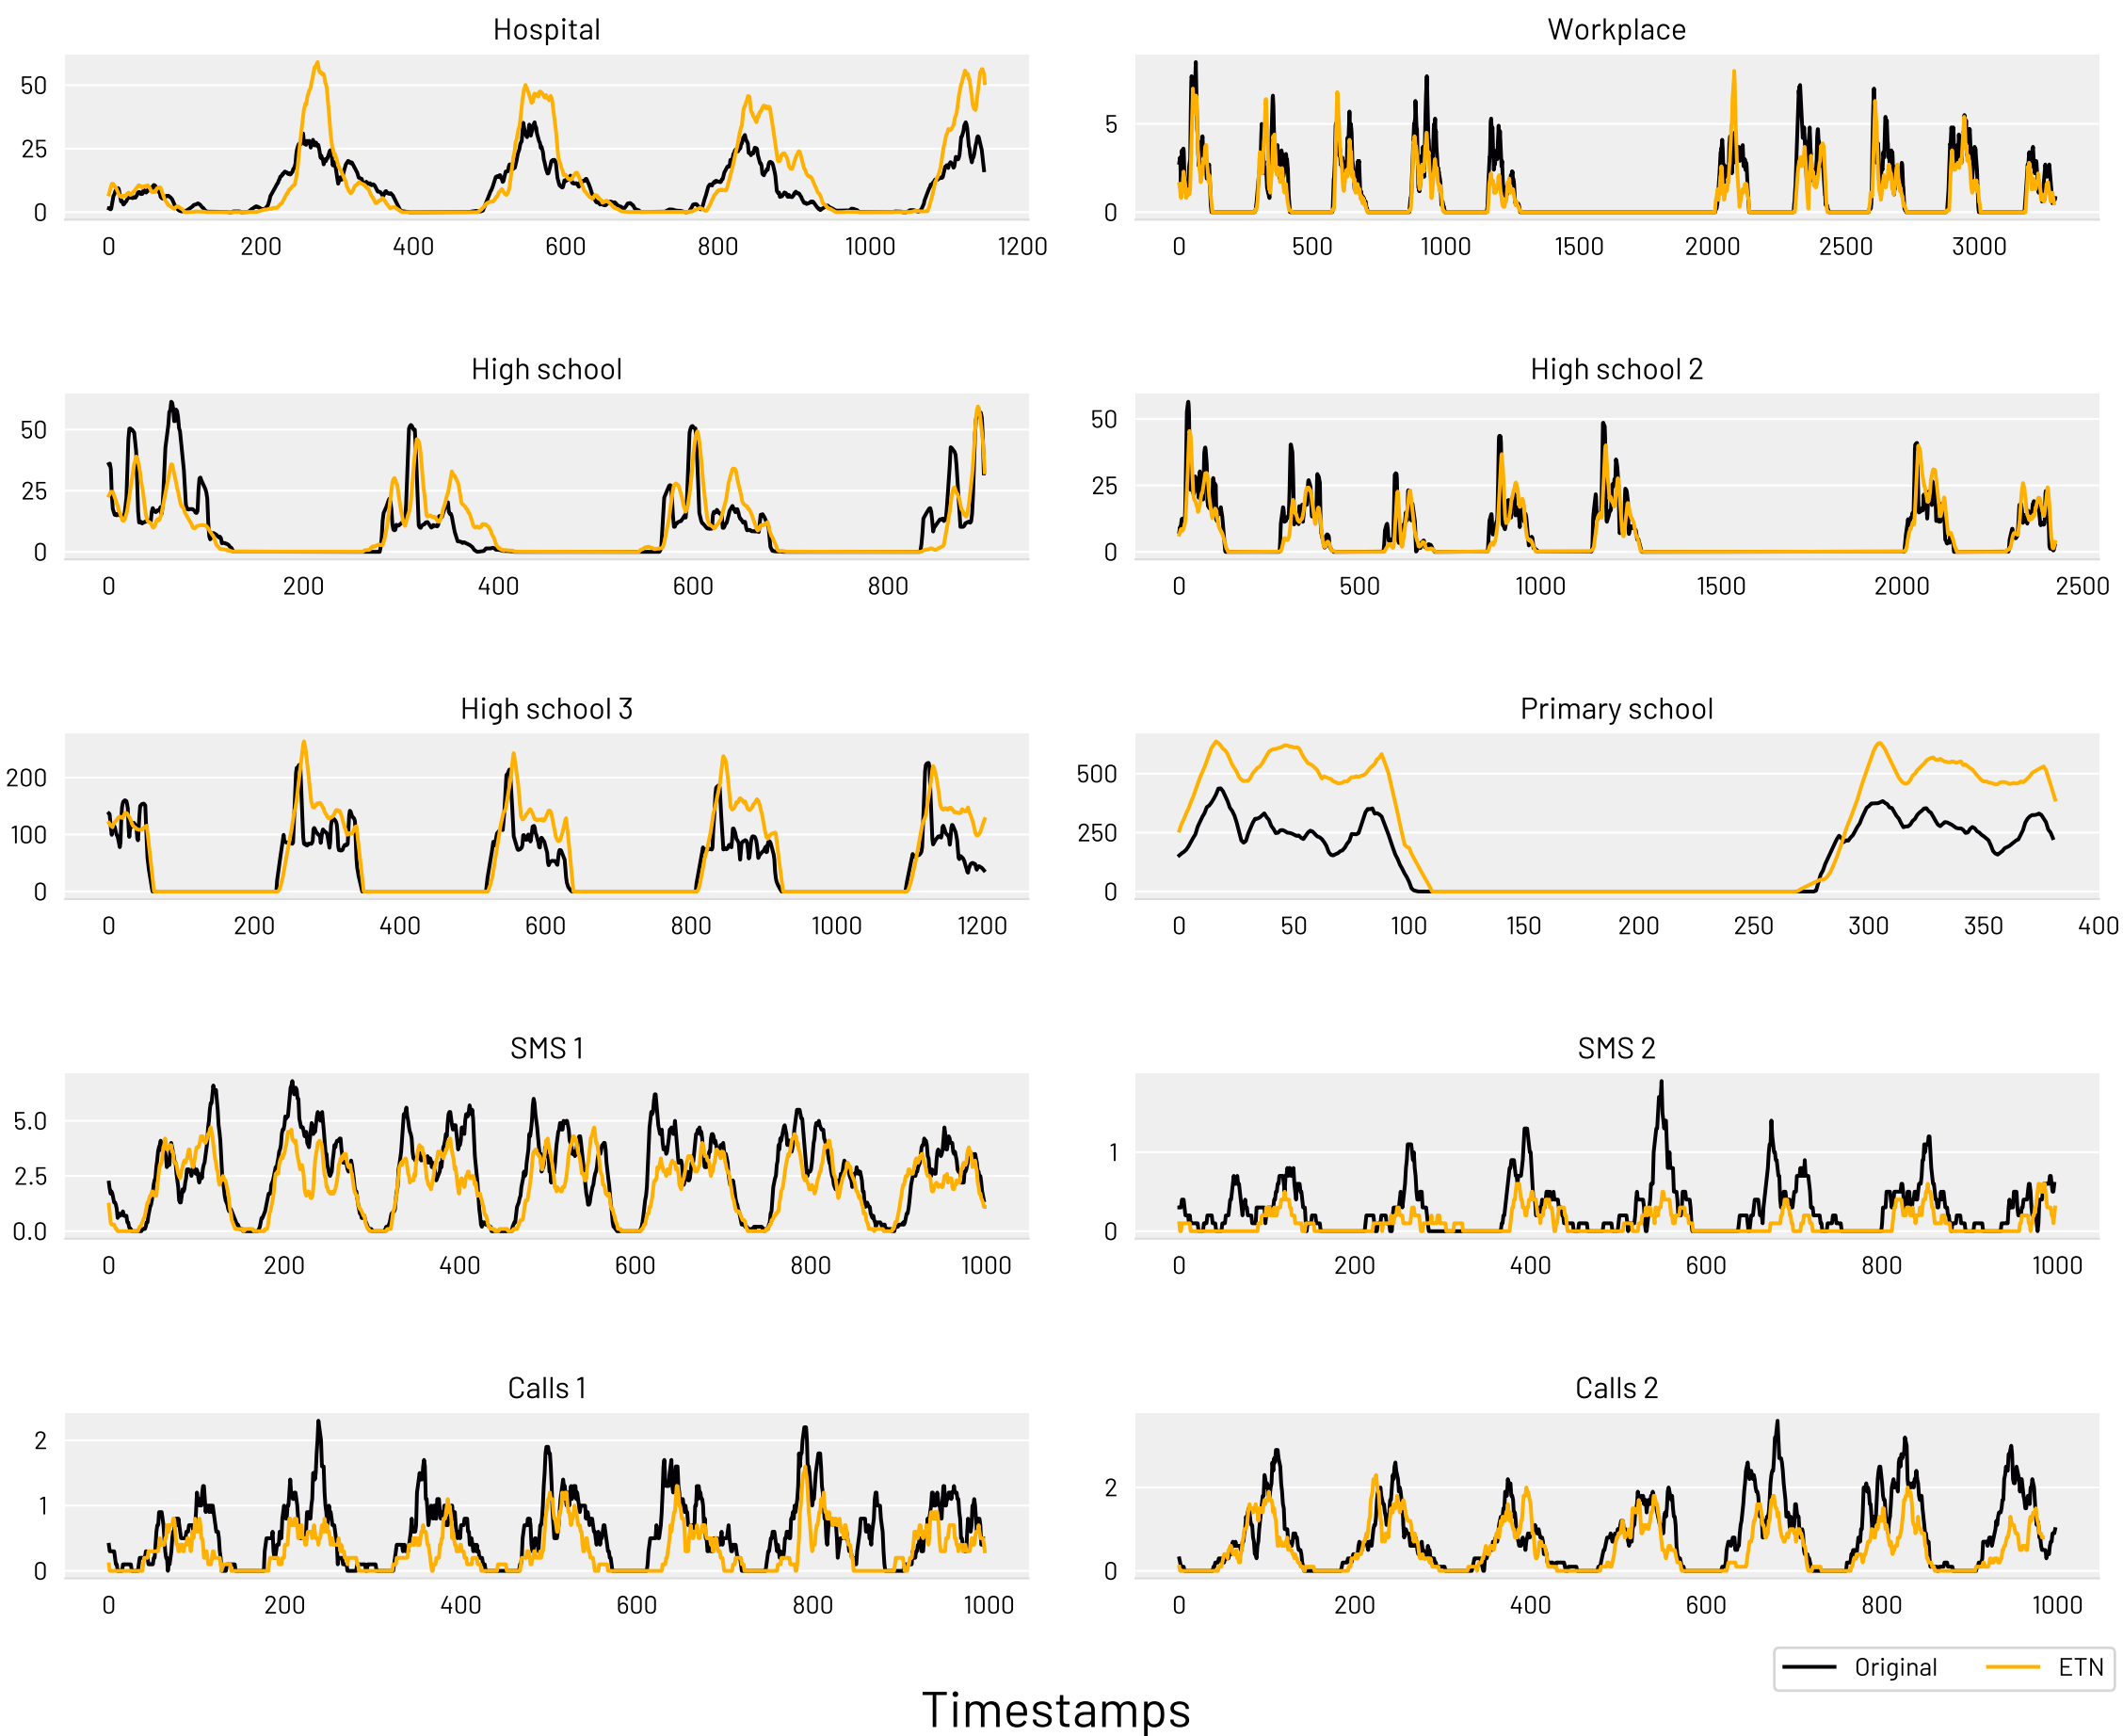 Hospital
50
25
0
0 200 400 600 800 1000 1200
Workplace
5
0
0 500 1000 1500 2000 2500 3000
High school
50
25
0
0 200 400 600 800
High school 2
50
25
0
0 500 1000 1500 2000 2500
High school 3
200
100
0
0 200 400 600 800 1000 1200
Primary school
500
250
0
0 50 100 150 200 250 300 350 400
SMS 1
5.0
2.5
0.0
0 200 400 600 800 1000
SMS 2
1
0
0 200 400 600 800 1000
Calls 1
2
1
0
0 200 400 600 800 1000
Calls 2
2
0
0 200 400 600 800 1000
Original ETN
Timestamps